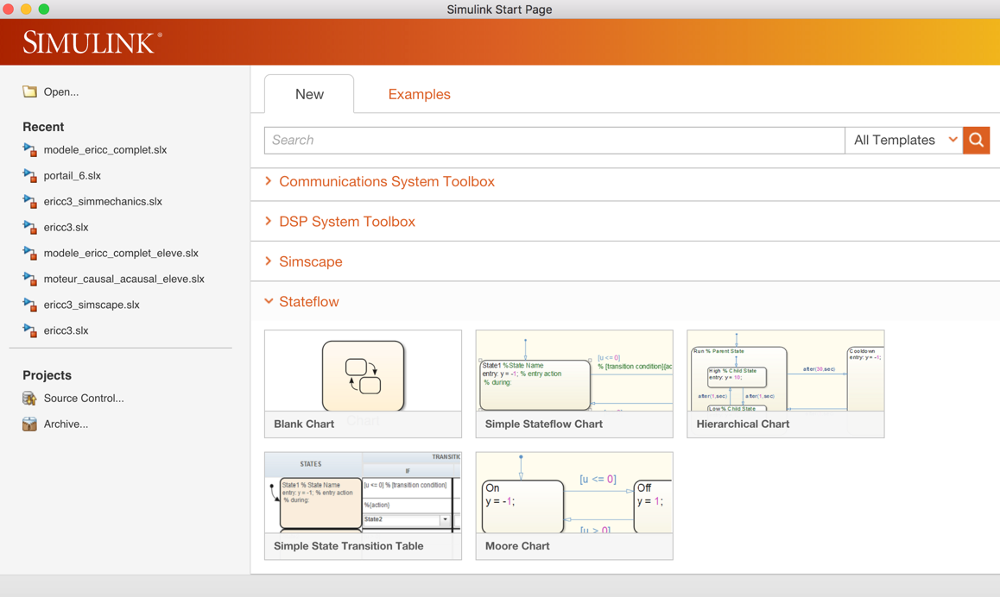 Simulink Start Page
SIMULINK®
Open...
Recent
modele_ericc_complet.slx
portail_6.slx
ericc3_simmechanics.slx
ericc3.slx
modele_ericc_complet_eleve.slx
moteur_causal_acausal_eleve.slx
ericc3_simscape.slx
ericc3.slx
Projects
Source Control...
Archive...
New
Examples
Search
All Templates
Communications System Toolbox
DSP System Toolbox
Simscape
Stateflow
Chart
Blank Chart
State1 %State Name
entry: y = -1; % entry action
% during:
[u <= 0]
% [transition condition]{ac
Simple Stateflow Chart
Run % Parent State
High % Child State
entry: y = 10;
after(1,sec)
after(1,sec)
Low % Child State
after(30,sec)
Cooldown
entry: y = -1;
Hierarchical Chart
STATES
TRANSITIO
IF
State1 % State Name
entry: y = -1; % entry action
% during:
[u <= 0] % [transition condition]
%{action}
State2
Simple State Transition Table
On
y = -1;
[u <= 0]
[u > 0]
Off
y = 1;
Moore Chart